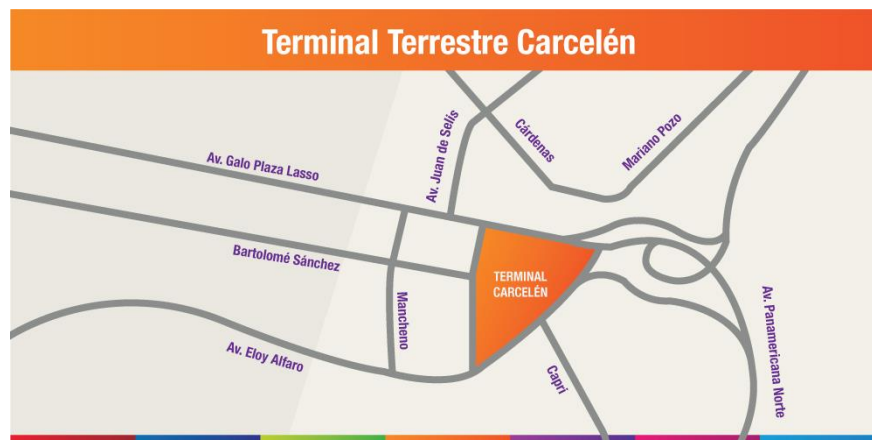 Terminal Terrestre Carcelén
Av. Galo Plaza Lasso
Av. Juan de Selis
Cárdenas
Mariano Pozo
Bartolomé Sánchez
Mancheno
TERMINAL
CARCELÉN
Av. Eloy Alfaro
Capri
Av. Panamericana Norte